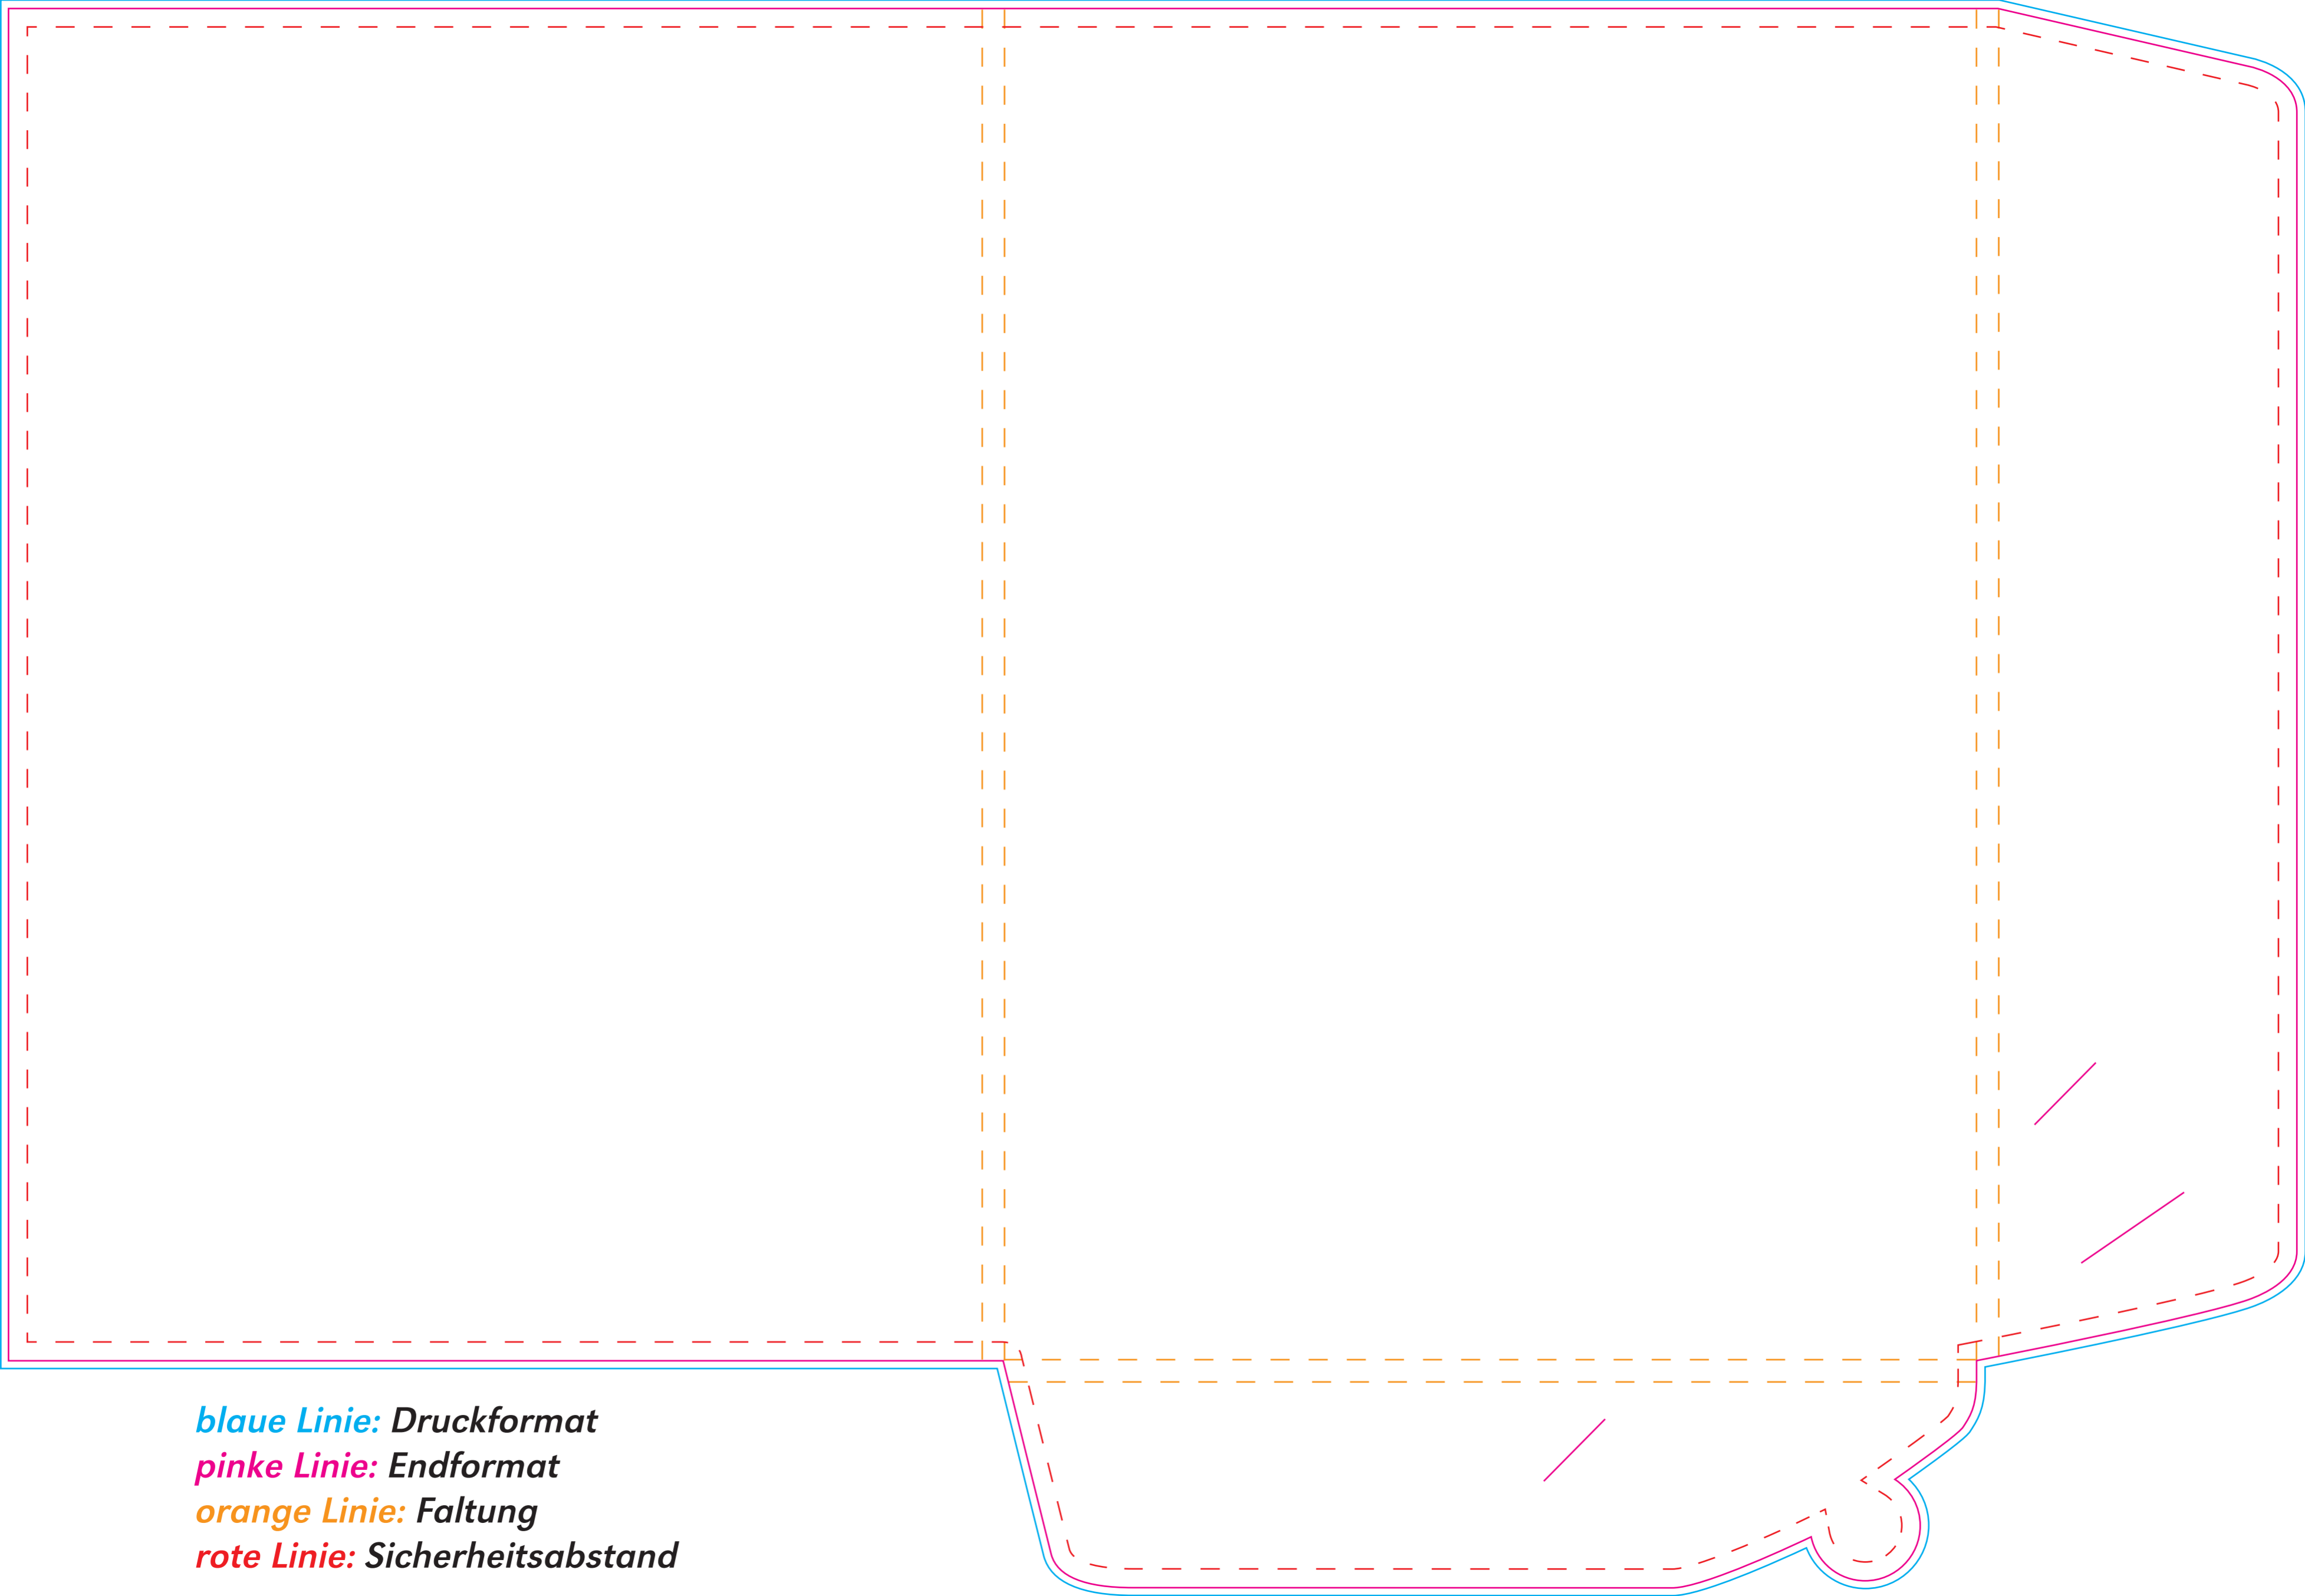 blaue Linie: Druckformat
pinke Linie: Endformat
orange Linie: Faltung
rote Linie: Sicherheitsabstand